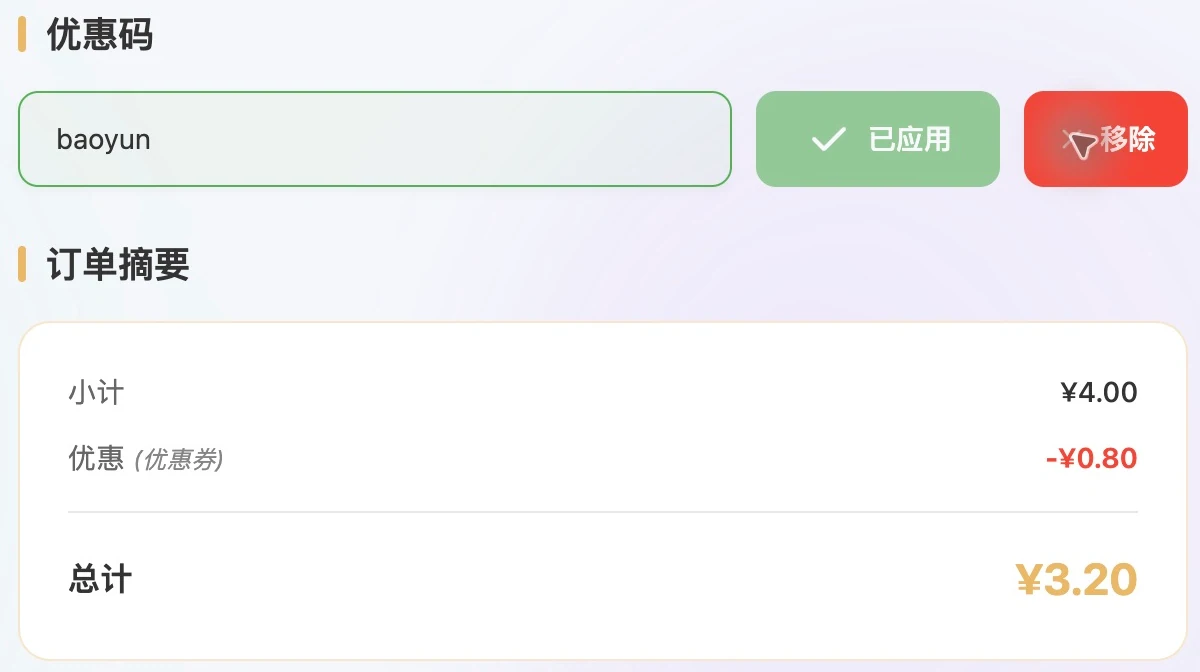 优惠码
baoyun 已应用 移除
订单摘要
小计 ¥4.00
优惠 (优惠券) -¥0.80
总计 ¥3.20